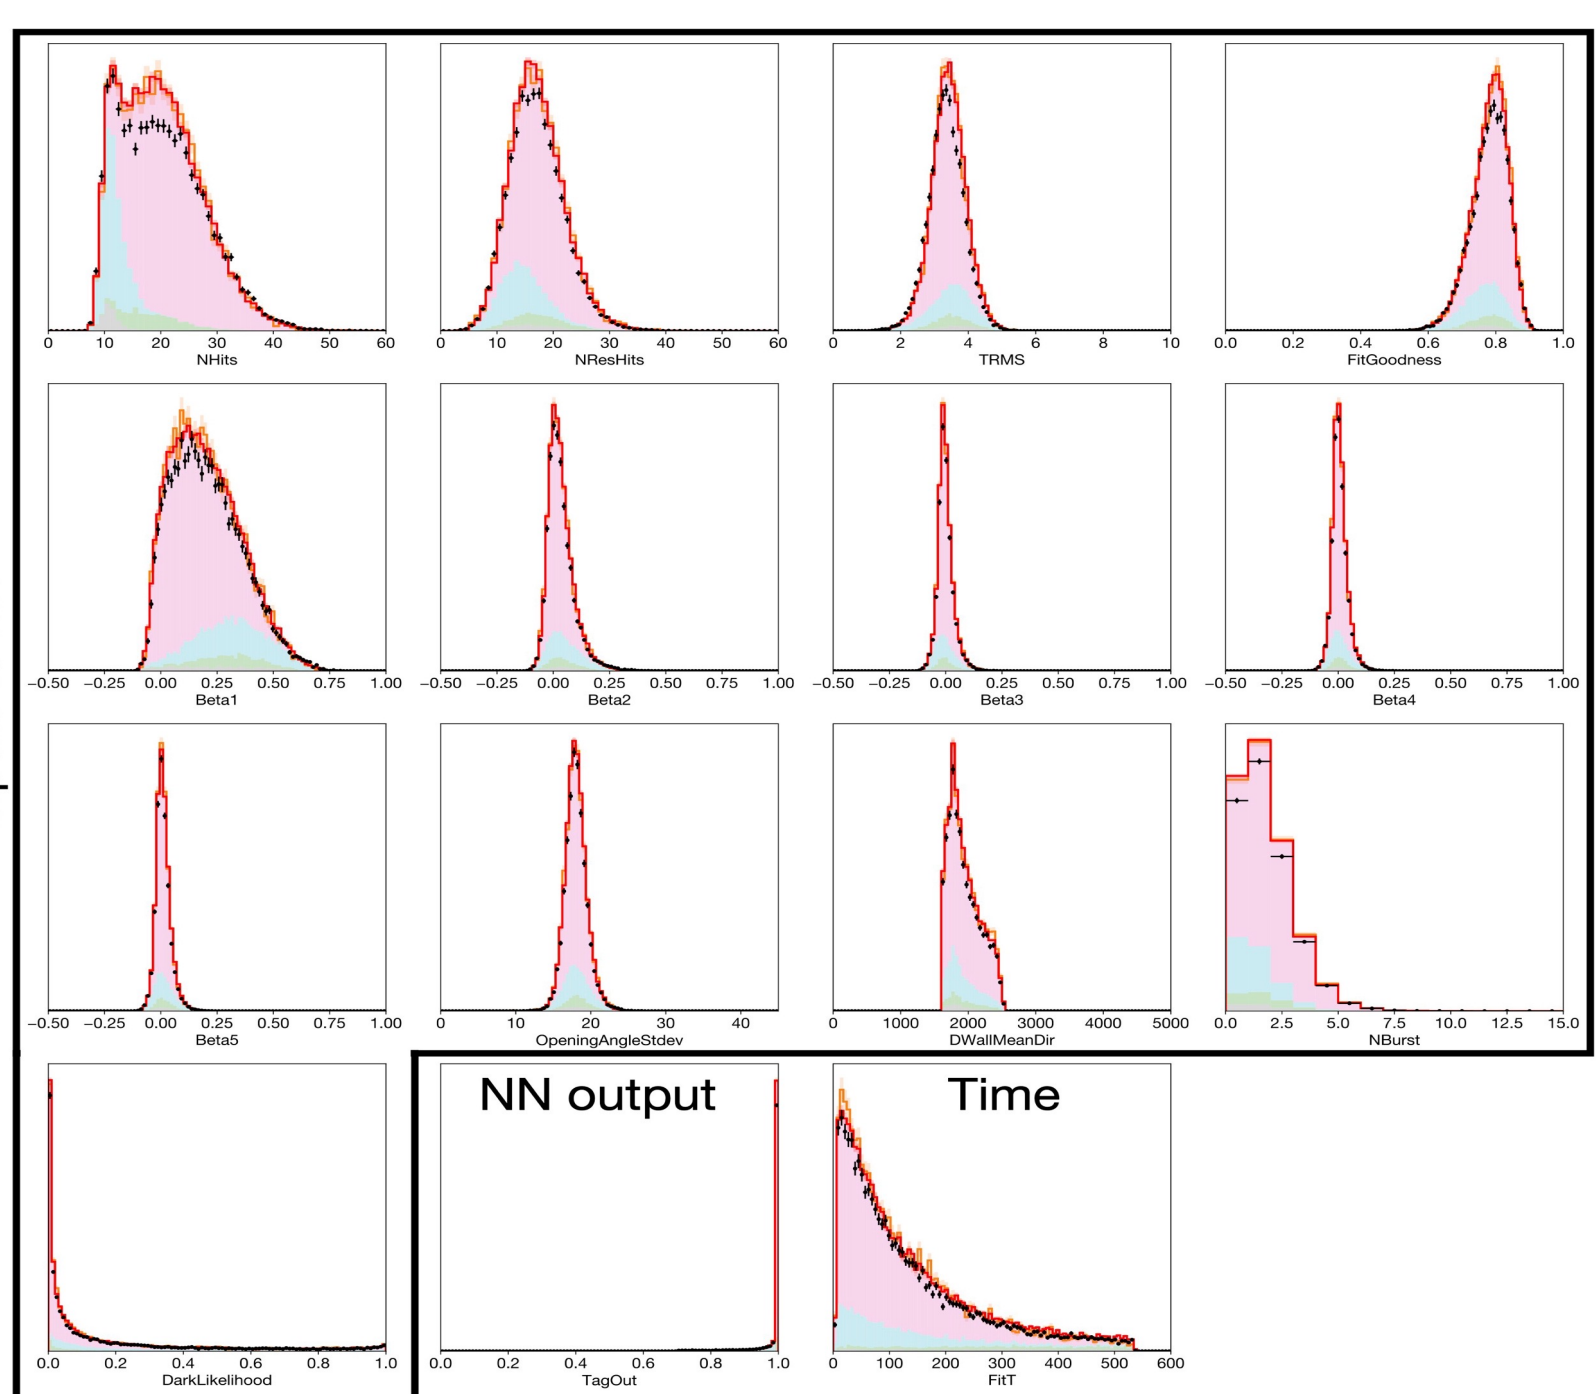 0 10 20 30 40 50 60
NHits
0 10 20 30 40 50 60
NResHits
0 2 4 6 8 10
TRMS
0.0 0.2 0.4 0.6 0.8 1.0
FitGoodness
−0.50 −0.25 0.00 0.25 0.50 0.75 1.00
Beta1
−0.50 −0.25 0.00 0.25 0.50 0.75 1.00
Beta2
−0.50 −0.25 0.00 0.25 0.50 0.75 1.00
Beta3
−0.50 −0.25 0.00 0.25 0.50 0.75 1.00
Beta4
−0.50 −0.25 0.00 0.25 0.50 0.75 1.00
Beta5
0 10 20 30 40
OpeningAngleStdev
0 1000 2000 3000 4000 5000
DWallMeanDir
0.0 2.5 5.0 7.5 10.0 12.5 15.0
NBurst
0.0 0.2 0.4 0.6 0.8 1.0
DarkLikelihood
NN output
0.0 0.2 0.4 0.6 0.8 1.0
TagOut
Time
0 100 200 300 400 500 600
FitT